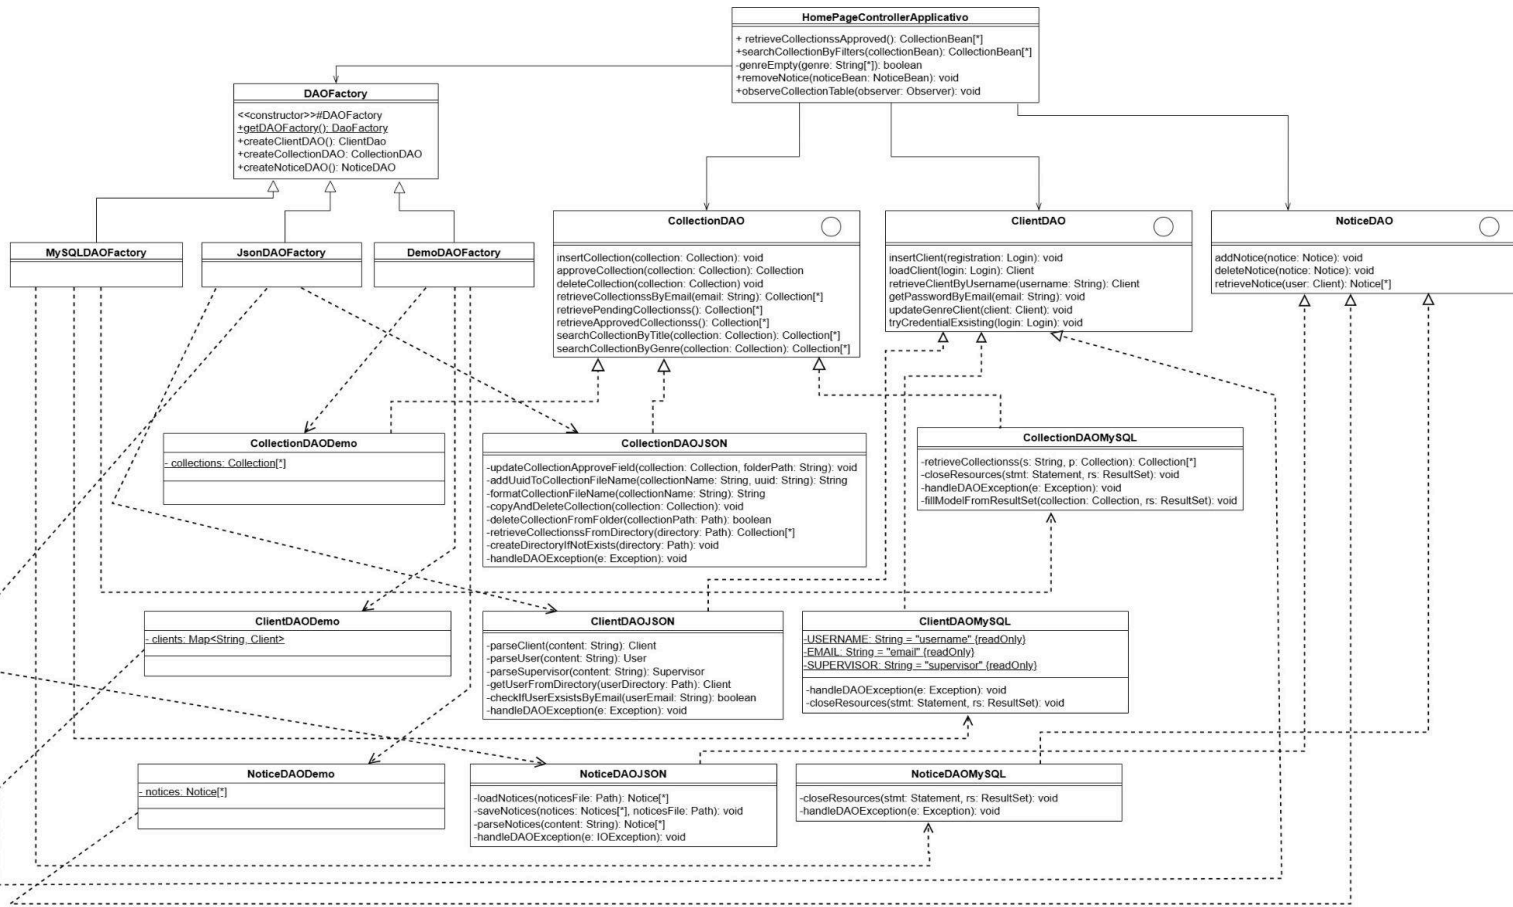 HomePageControllerApplicativo
+ retrieveCollectionssApproved(): CollectionBean[*]
+searchCollectionByFilters(collectionBean): CollectionBean[*]
-genreEmpty(genre: String[*]): boolean
+removeNotice(noticeBean: NoticeBean): void
+observeCollectionTable(observer: Observer): void
DAOFactory
<<constructor>>#DAOFactory
+getDAOFactory(): DaoFactory
+createClientDAO(): ClientDao
+createCollectionDAO: CollectionDAO
+createNoticeDAO(): NoticeDAO
MySQLDAOFactory
JsonDAOFactory
DemoDAOFactory
CollectionDAO
insertCollection(collection: Collection): void
approveCollection(collection: Collection): Collection
deleteCollection(collection: Collection) void
retrieveCollectionssByEmail(email: String): Collection[*]
retrievePendingCollectionss(): Collection[*]
retrieveApprovedCollectionss(): Collection[*]
searchCollectionByTitle(collection: Collection): Collection[*]
searchCollectionByGenre(collection: Collection): Collection[*]
ClientDAO
insertClient(registration: Login): void
loadClient(login: Login): Client
retrieveClientByUsername(username: String): Client
getPasswordByEmail(email: String): void
updateGenreClient(client: Client): void
tryCredentialExsisting(login: Login): void
NoticeDAO
addNotice(notice: Notice): void
deleteNotice(notice: Notice): void
retrieveNotice(user: Client): Notice[*]
CollectionDAODemo
- collections: Collection[*]
CollectionDAOJSON
-updateCollectionApproveField(collection: Collection, folderPath: String): void
-addUuidToCollectionFileName(collectionName: String, uuid: String): String
-formatCollectionFileName(collectionName: String): String
-copyAndDeleteCollection(collection: Collection): void
-deleteCollectionFromFolder(collectionPath: Path): boolean
-retrieveCollectionssFromDirectory(directory: Path): Collection[*]
-createDirectoryIfNotExists(directory: Path): void
-handleDAOException(e: Exception): void
CollectionDAOMySQL
-retrieveCollectionss(s: String, p: Collection): Collection[*]
-closeResources(stmt: Statement, rs: ResultSet): void
-handleDAOException(e: Exception): void
-fillModelFromResultSet(collection: Collection, rs: ResultSet): void
ClientDAODemo
- clients: Map<String, Client>
ClientDAOJSON
-parseClient(content: String): Client
-parseUser(content: String): User
-parseSupervisor(content: String): Supervisor
-getUserFromDirectory(userDirectory: Path): Client
-checkIfUserExsistsByEmail(userEmail: String): boolean
-handleDAOException(e: Exception): void
ClientDAOMySQL
-USERNAME: String = "username" {readOnly}
-EMAIL: String = "email" {readOnly}
-SUPERVISOR: String = "supervisor" {readOnly}
-handleDAOException(e: Exception): void
-closeResources(stmt: Statement, rs: ResultSet): void
NoticeDAODemo
- notices: Notice[*]
NoticeDAOJSON
-loadNotices(noticesFile: Path): Notice[*]
-saveNotices(notices: Notices[*], noticesFile: Path): void
-parseNotices(content: String): Notice[*]
-handleDAOException(e: IOException): void
NoticeDAOMySQL
-closeResources(stmt: Statement, rs: ResultSet): void
-handleDAOException(e: Exception): void